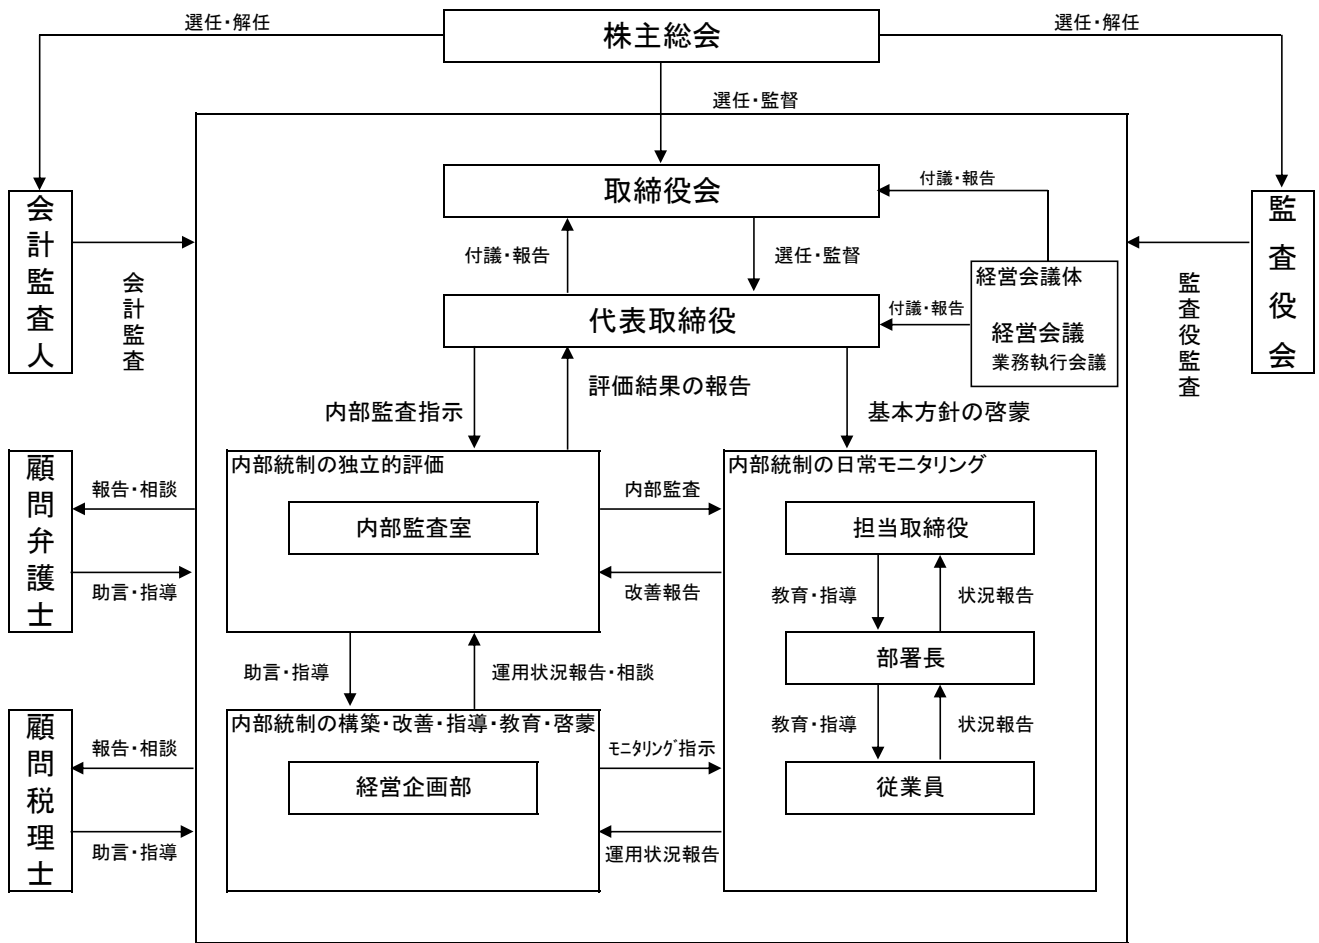 選任・解任
株主総会
選任・解任
選任・監督
取締役会
付議・報告
会計監査人
監査役会
会計監査
付議・報告
選任・監督
経営会議体
監査役監査
代表取締役
付議・報告
経営会議
業務執行会議
評価結果の報告
内部監査指示
基本方針の啓蒙
顧問弁護士
内部統制の独立的評価
内部統制の日常モニタリング
報告・相談
内部監査室
内部監査
担当取締役
助言・指導
改善報告
教育・指導
状況報告
部署長
助言・指導
運用状況報告・相談
顧問税理士
内部統制の構築・改善・指導・教育・啓蒙
教育・指導
状況報告
報告・相談
経営企画部
ﾓﾆﾀﾘﾝｸﾞ指示
従業員
助言・指導
運用状況報告